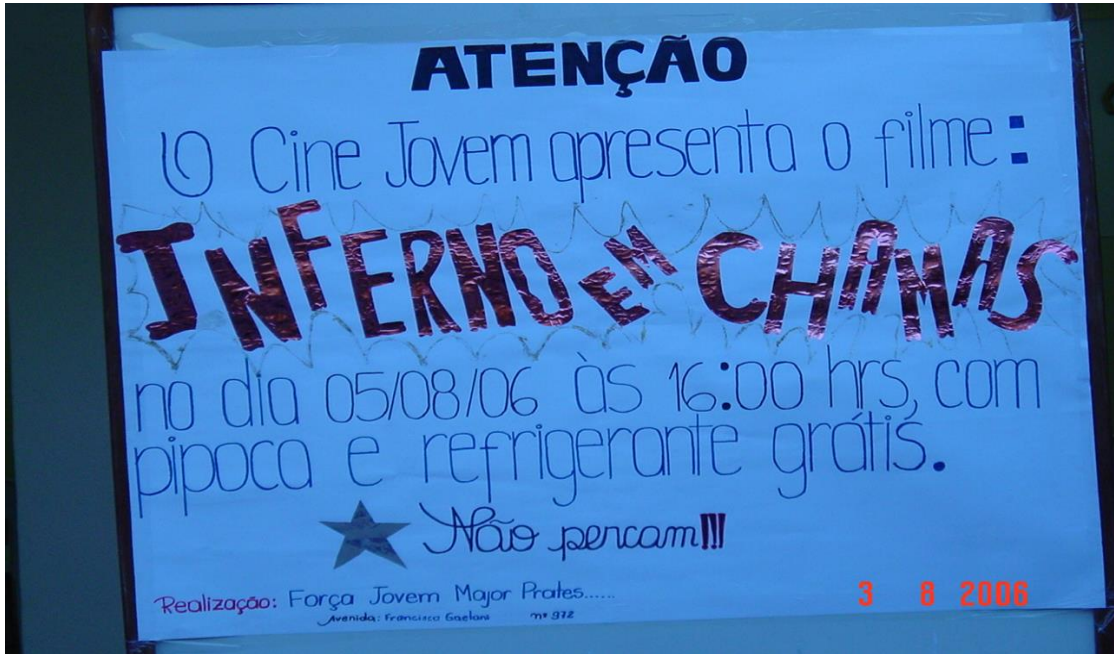 ATENÇÃO
O Cine Jovem apresenta o filme:
INFERNO EM CHAMAS
no dia 05/08/06 às 16:00 hrs, com
pipoca e refrigerante grátis.
Não percam!!!
Realização: Força Jovem Major Prates......
Avenida: Francisco Gaetani nº 972
3 8 2006